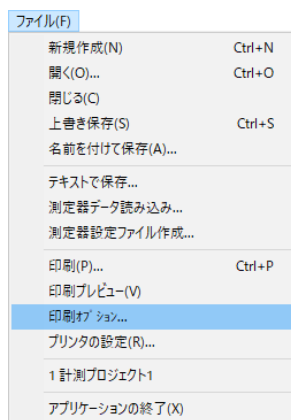 ファイル(F)
新規作成(N) Ctrl+N
開く(O)... Ctrl+O
閉じる(C)
上書き保存(S) Ctrl+S
名前を付けて保存(A)...
テキストで保存...
測定器データ読み込み...
測定器設定ファイル作成...
印刷(P)... Ctrl+P
印刷プレビュー(V)
印刷ｵﾌﾟｼｮﾝ...
プリンタの設定(R)...
1 計測プロジェクト1
アプリケーションの終了(X)